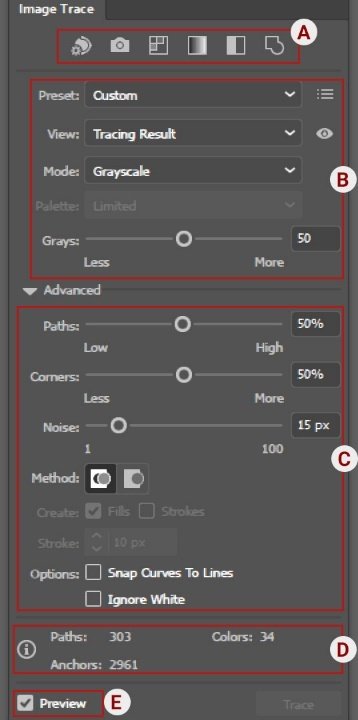 Image Trace
A
Preset: Custom
View: Tracing Result
Mode: Grayscale
B
Palette: Limited
Grays: 50
Less More
Advanced
Paths: 50%
Low High
Corners: 50%
Less More
Noise: 15 px
1 100
C
Method:
Create: Fills Strokes
Stroke: 10 px
Options: Snap Curves To Lines
Ignore White
Paths: 303 Colors: 34
D
Anchors: 2961
Preview E Trace